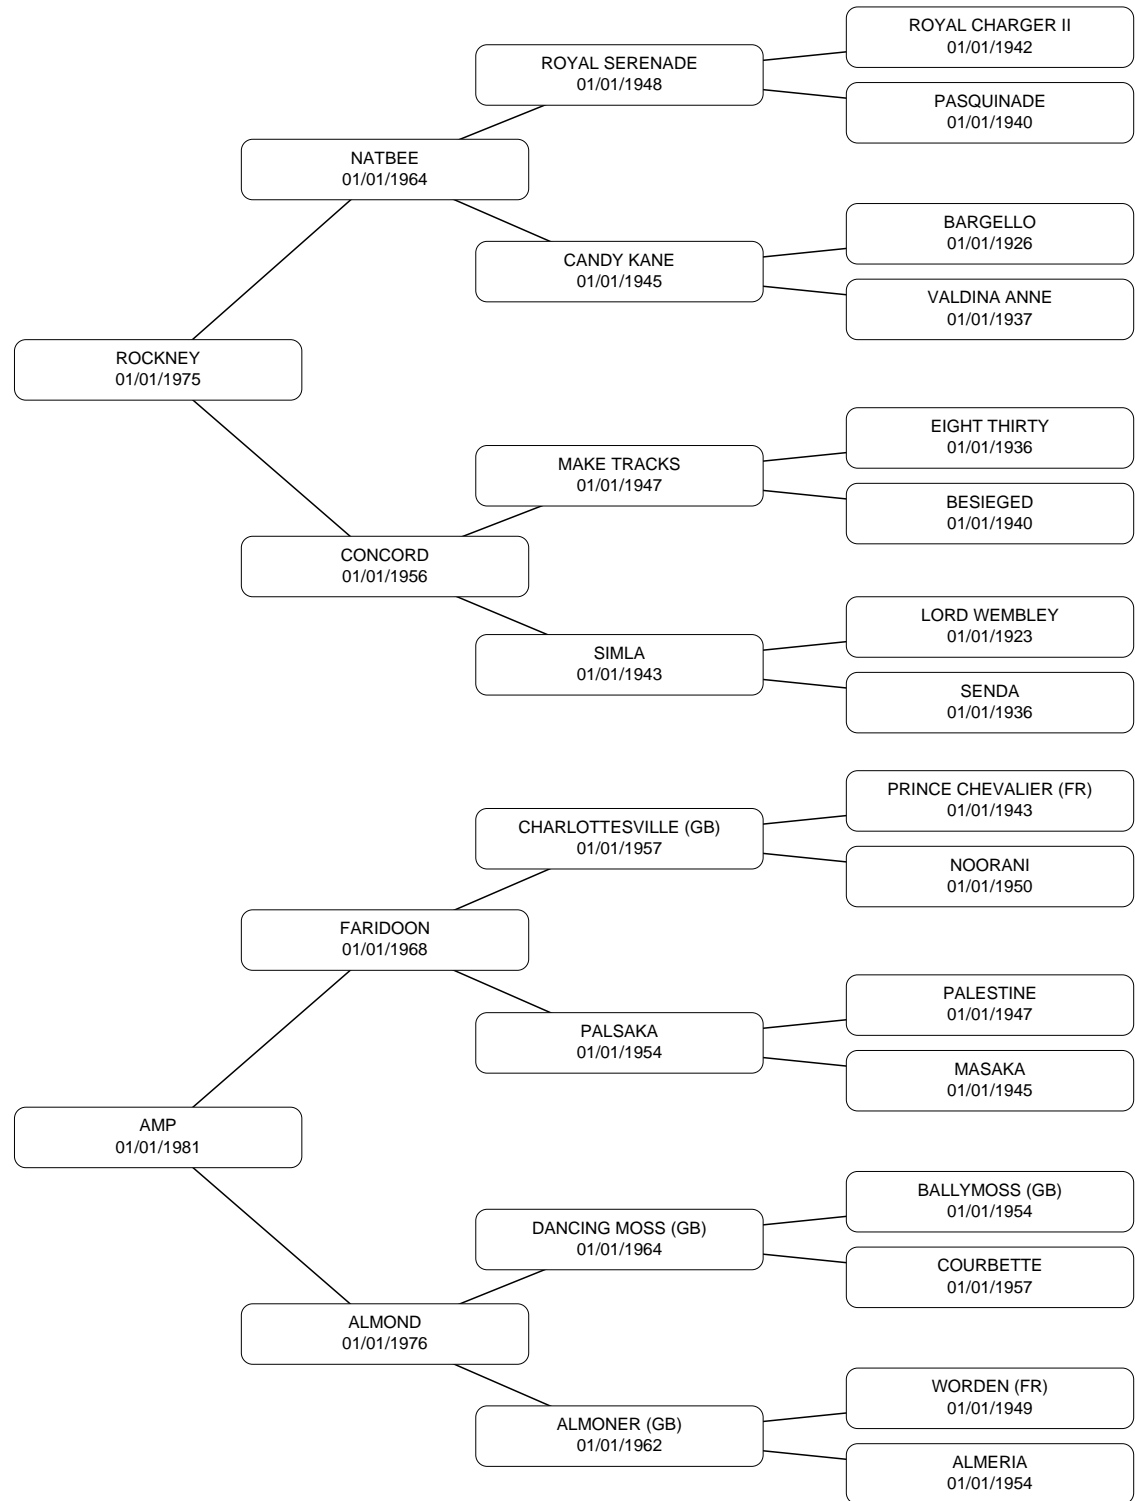 ROYAL CHARGER II
01/01/1942
ROYAL SERENADE
01/01/1948
PASQUINADE
01/01/1940
NATBEE
01/01/1964
BARGELLO
01/01/1926
CANDY KANE
01/01/1945
VALDINA ANNE
01/01/1937
ROCKNEY
01/01/1975
EIGHT THIRTY
01/01/1936
MAKE TRACKS
01/01/1947
BESIEGED
01/01/1940
CONCORD
01/01/1956
LORD WEMBLEY
01/01/1923
SIMLA
01/01/1943
SENDA
01/01/1936
PRINCE CHEVALIER (FR)
01/01/1943
CHARLOTTESVILLE (GB)
01/01/1957
NOORANI
01/01/1950
FARIDOON
01/01/1968
PALESTINE
01/01/1947
PALSAKA
01/01/1954
MASAKA
01/01/1945
AMP
01/01/1981
BALLYMOSS (GB)
01/01/1954
DANCING MOSS (GB)
01/01/1964
COURBETTE
01/01/1957
ALMOND
01/01/1976
WORDEN (FR)
01/01/1949
ALMONER (GB)
01/01/1962
ALMERIA
01/01/1954